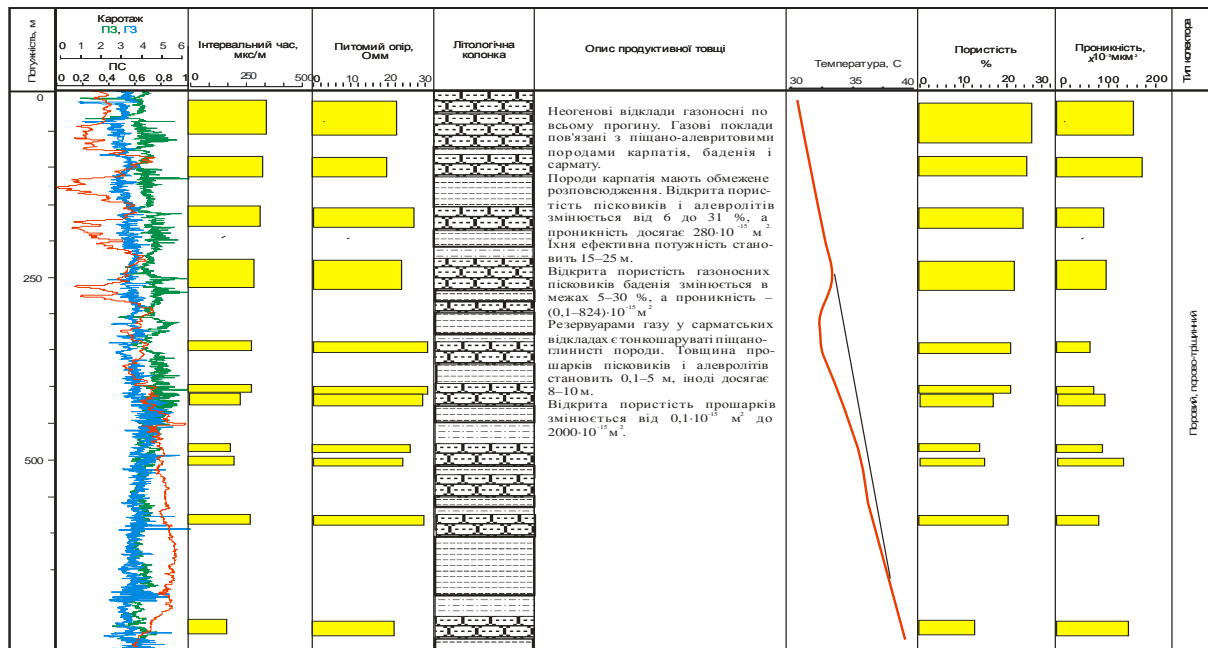 Потужність, м
Каротаж
ПЗ, ГЗ
0 1 2 3 4 5 6
ПС
0 0,2 0,4 0,6 0,8 1
Інтервальний час,
мкс/м
0 250 500
Питомий опір,
Омм
0 10 20 30
Літологічна
колонка
Опис продуктивної товщі
Температура, С
30 35 40
Пористість
%
0 10 20 30
Проникність,
х10⁻³мкм²
0 100 200
Тип колектора
0
250
500
Неогенові відклади газоносні по
всьому прогину. Газові поклади
пов'язані з піщано-алевритовими
породами карпатія, баденія і
сармату.
Породи карпатія мають обмежене
розповсюдження. Відкрита порис-
тість пісковиків і алевролітів
змінюється від 6 до 31 %, а
проникність досягає 280·10⁻¹⁵ м².
Їхня ефективна потужність стано-
вить 15–25 м.
Відкрита пористість газоносних
пісковиків баденія змінюється в
межах 5–30 %, а проникність –
(0,1–824)·10⁻¹⁵ м²
Резервуарами газу у сарматських
відкладах є тонкошаруваті піщано-
глинисті породи. Товщина про-
шарків пісковиків і алевролітів
становить 0,1–5 м, іноді досягає
8–10 м.
Відкрита пористість прошарків
змінюється від 0,1·10⁻¹⁵ м² до
2000·10⁻¹⁵ м².
Поровий, порово-тріщинний